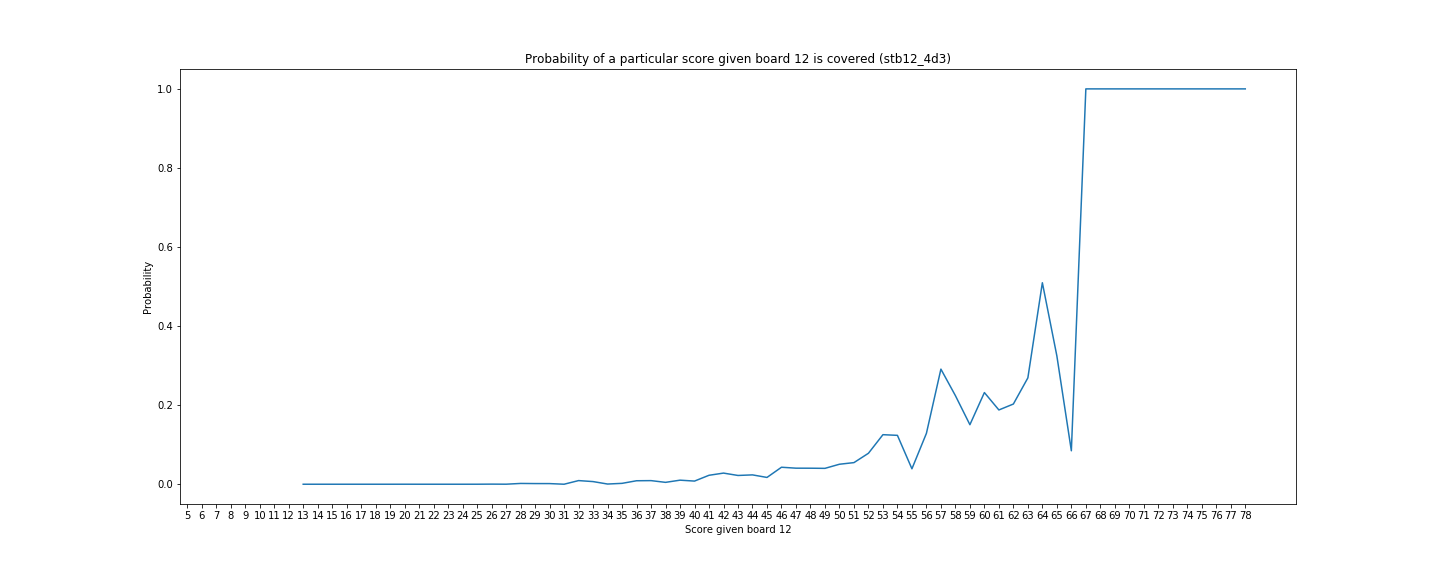 Probability of a particular score given board 12 is covered (stb12_4d3)
1.0
0.8
0.6
0.4
0.2
0.0
Probability
5 6 7 8 9 10 11 12 13 14 15 16 17 18 19 20 21 22 23 24 25 26 27 28 29 30 31 32 33 34 35 36 37 38 39 40 41 42 43 44 45 46 47 48 49 50 51 52 53 54 55 56 57 58 59 60 61 62 63 64 65 66 67 68 69 70 71 72 73 74 75 76 77 78
Score given board 12